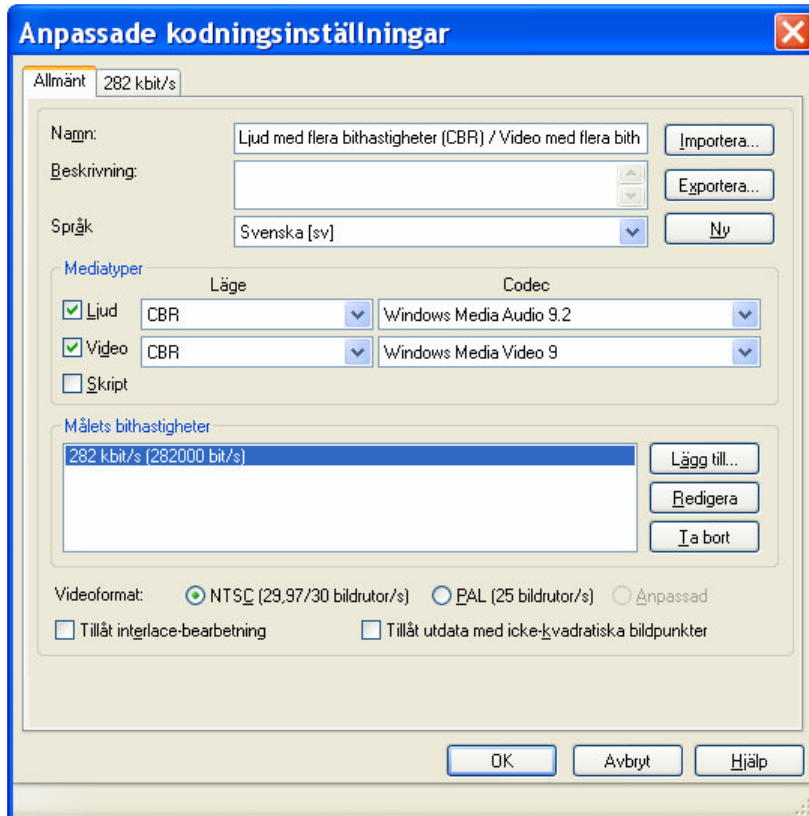 Anpassade kodningsinställningar
Allmänt 282 kbit/s
Namn: Ljud med flera bithastigheter (CBR) / Video med flera bith Importera...
Beskrivning: Exportera...
Språk Svenska [sv] Ny
Mediatyper
Läge Codec
Ljud CBR Windows Media Audio 9.2
Video CBR Windows Media Video 9
Skript
Målets bithastigheter
282 kbit/s (282000 bit/s) Lägg till...
Redigera
Ta bort
Videoformat: NTSC (29,97/30 bildrutor/s) PAL (25 bildrutor/s) Anpassad
Tillåt interlace-bearbetning Tillåt utdata med icke-kvadratiska bildpunkter
OK Avbryt Hjälp